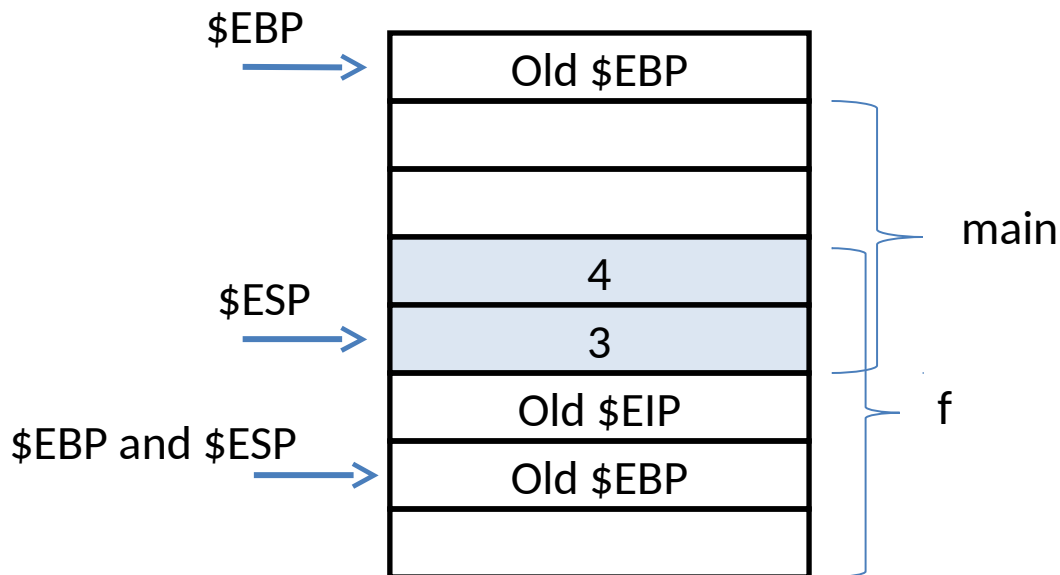 $EBP
Old $EBP
main
4
$ESP
3
Old $EIP
f
$EBP and $ESP
Old $EBP